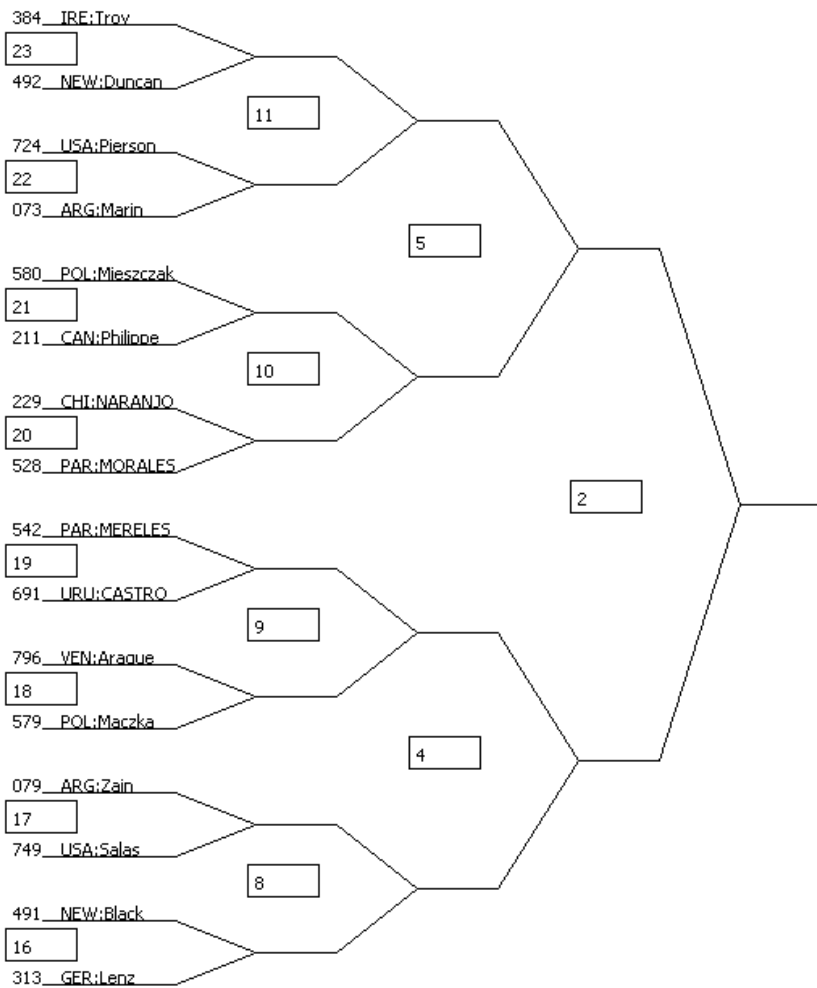 384 IRE:Troy
23
492 NEW:Duncan
11
724 USA:Pierson
22
073 ARG:Marin
5
580 POL:Mieszczak
21
211 CAN:Philippe
10
229 CHI:NARANJO
20
528 PAR:MORALES
2
542 PAR:MERELES
19
691 URU:CASTRO
9
796 VEN:Araque
18
579 POL:Maczka
4
079 ARG:Zain
17
749 USA:Salas
8
491 NEW:Black
16
313 GER:Lenz